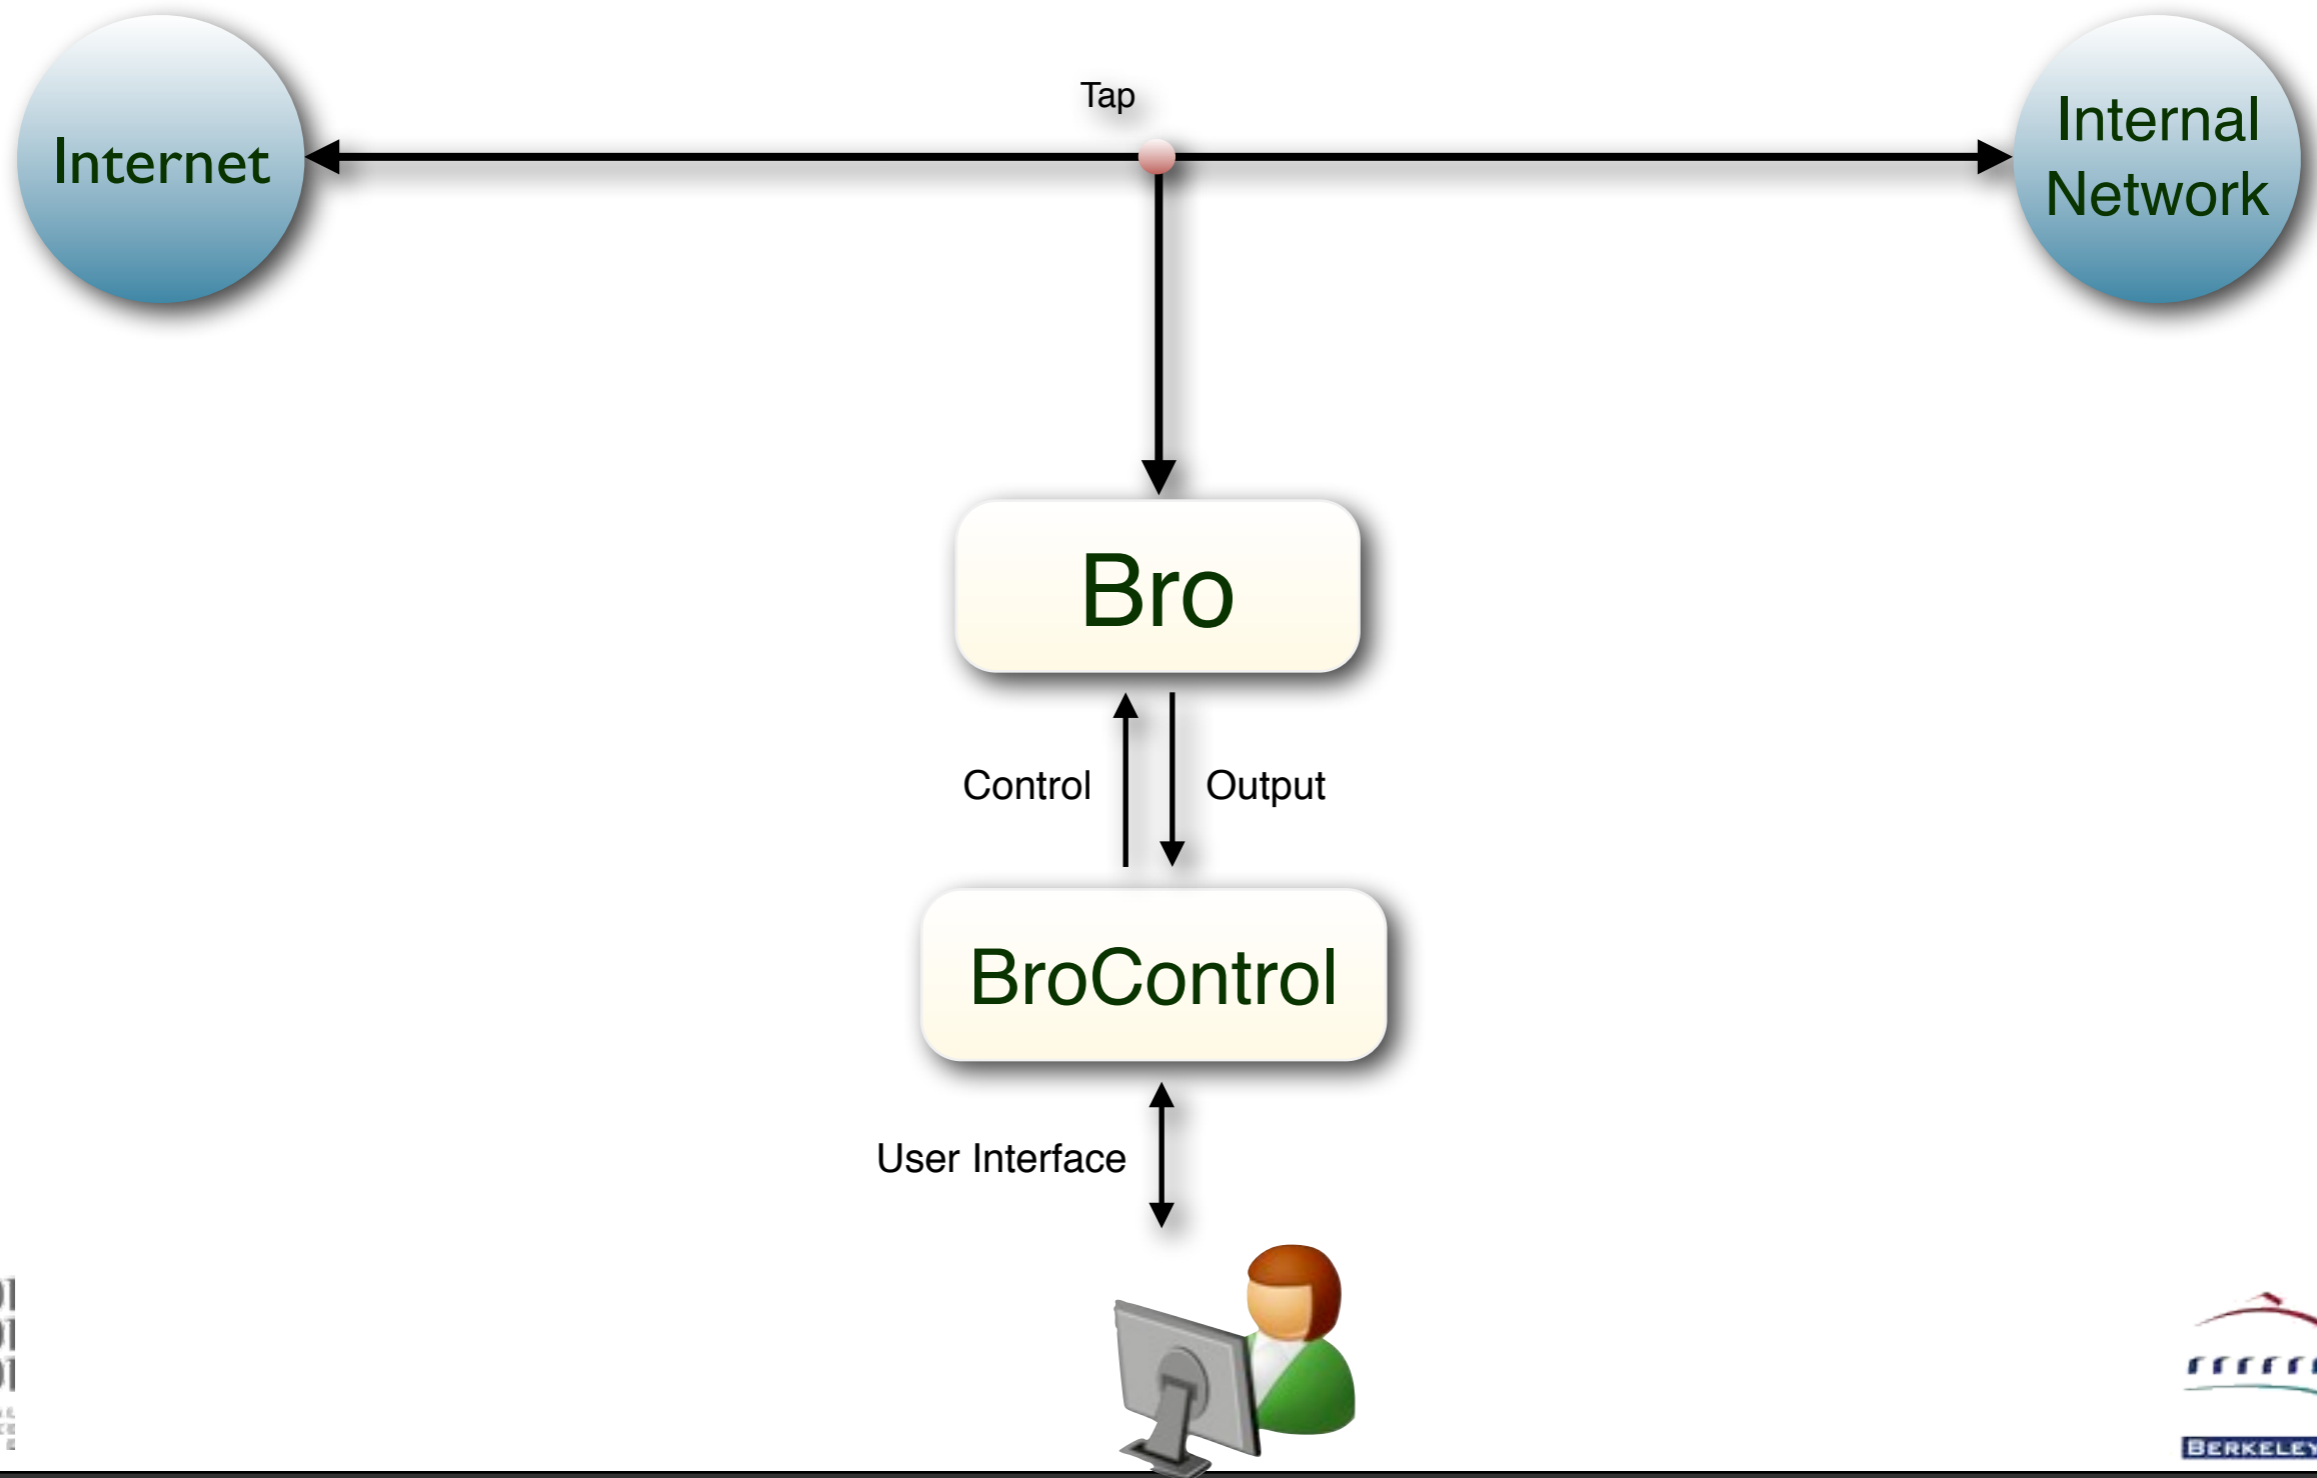 Tap
Internet
Internal
Network
Bro
Control
Output
BroControl
User Interface
BERKELEY